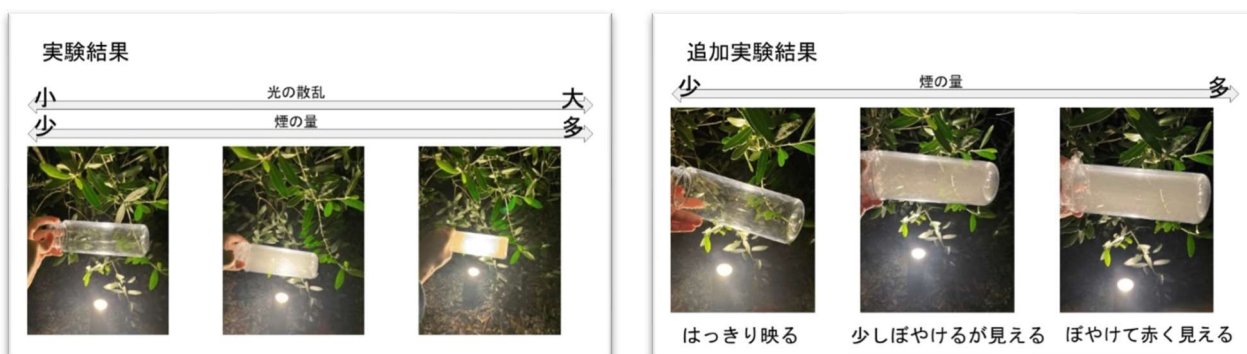 実験結果
小 光の散乱 大
少 煙の量 多
追加実験結果
少 煙の量 多
はっきり映る 少しぼやけるが見える ぼやけて赤く見える